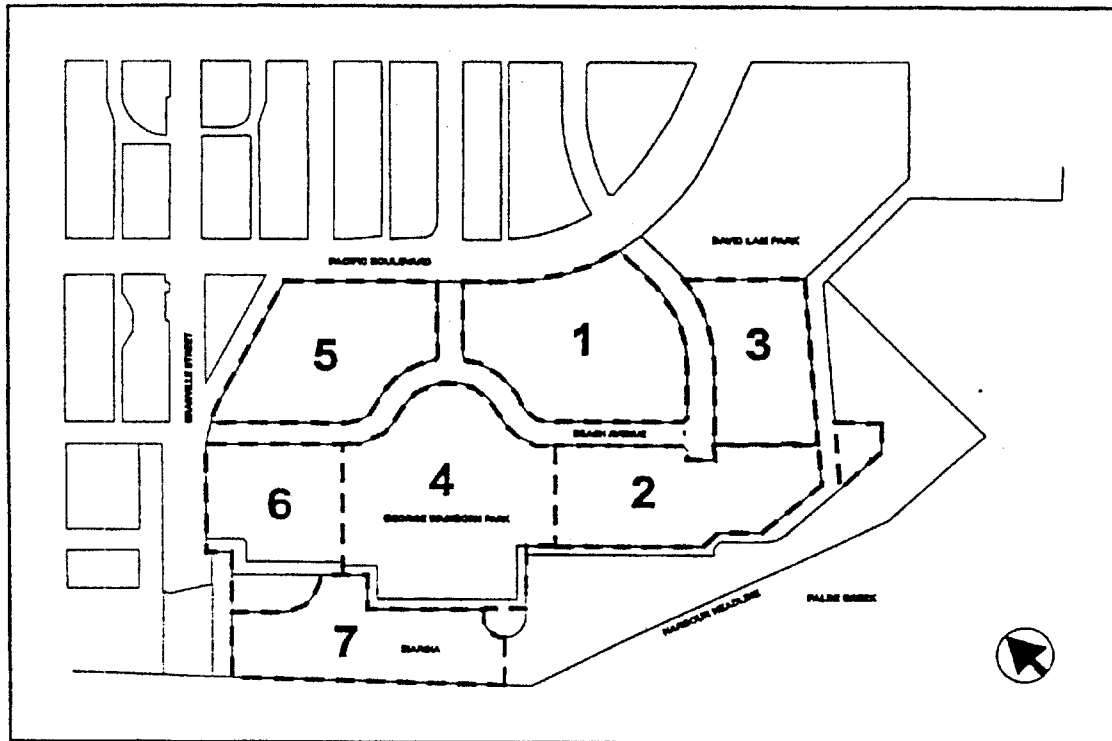 DAVID LAM PARK
PACIFIC BOULEVARD
1
5
3
GRANVILLE STREET
BEACH AVENUE
4
2
6
GEORGE WAINBORN PARK
HARBOUR HEADLINE
FALSE CREEK
7
MARINA